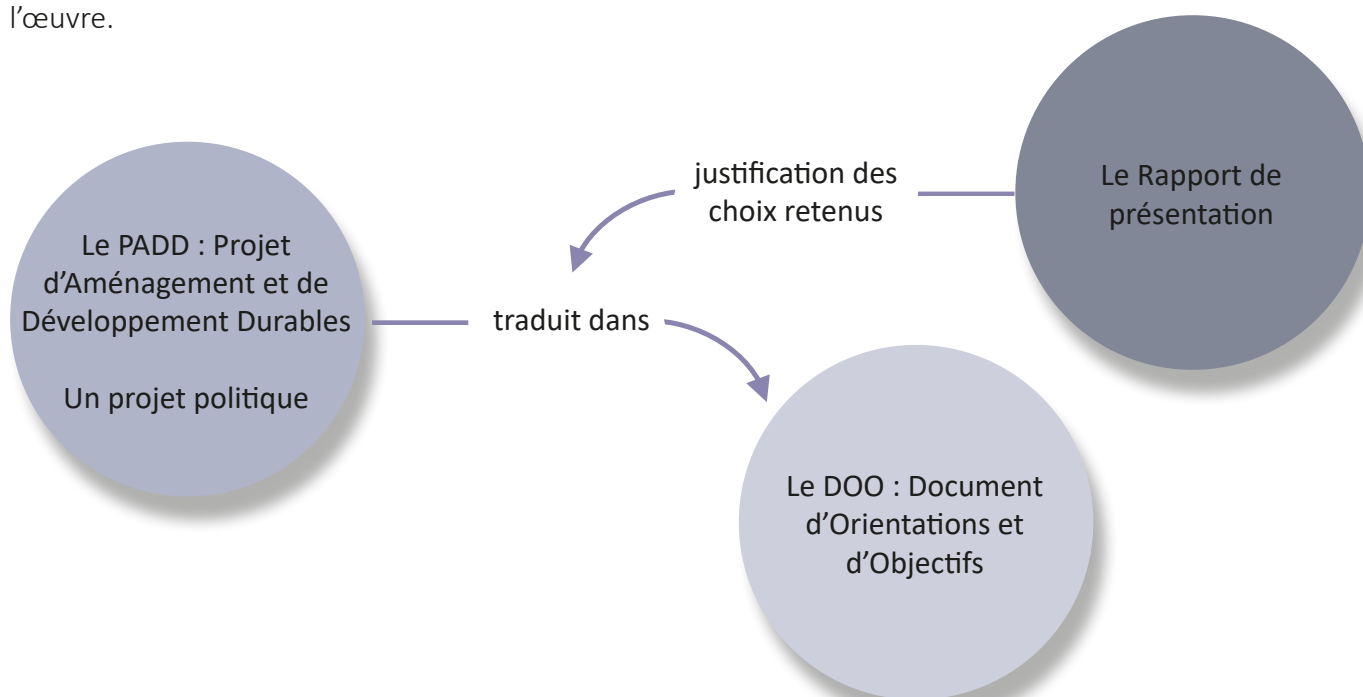 l’œuvre.
justification des
choix retenus
Le Rapport de
présentation
Le PADD : Projet
d’Aménagement et de
Développement Durables
Un projet politique
traduit dans
Le DOO : Document
d’Orientations et
d’Objectifs